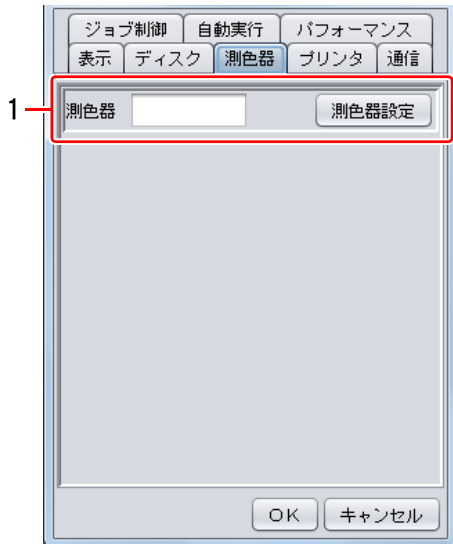 ジョブ制御 自動実行 パフォーマンス
表示 ディスク 測色器 プリンタ 通信
1 測色器 測色器設定
OK キャンセル